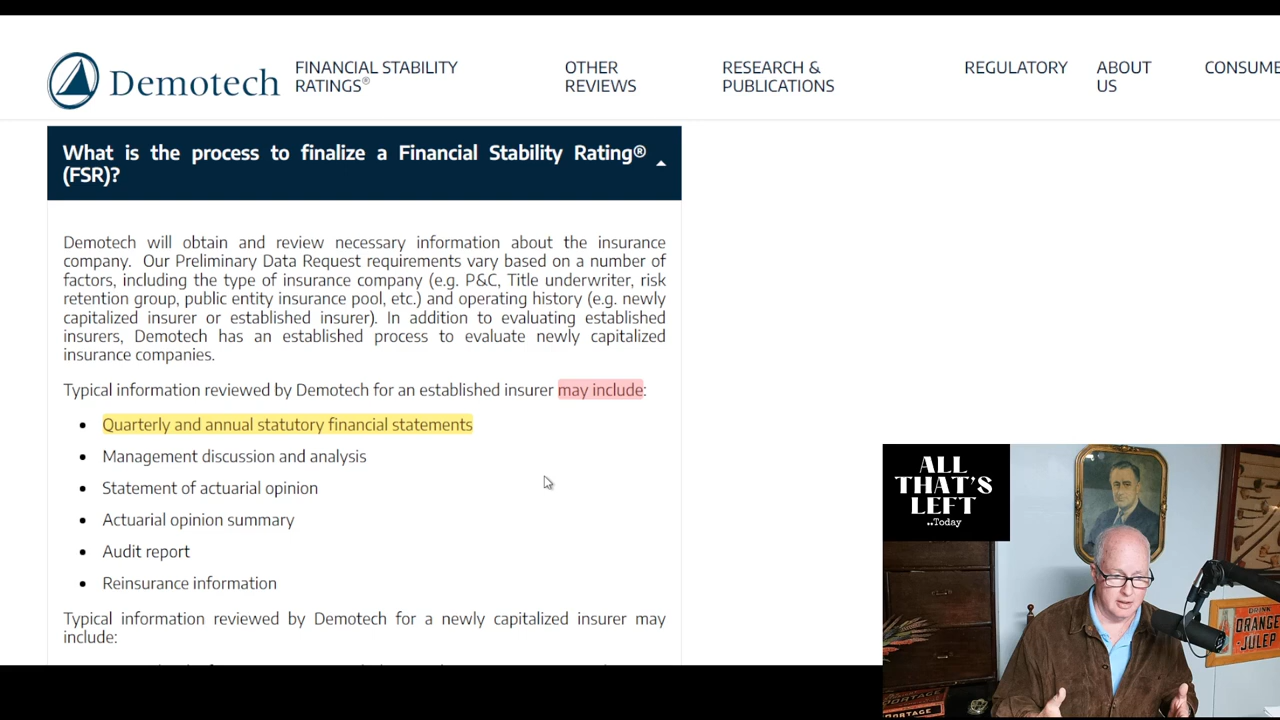 Demotech
FINANCIAL STABILITY
RATINGS®
OTHER
REVIEWS
RESEARCH &
PUBLICATIONS
REGULATORY
ABOUT
US
CONSUME
What is the process to finalize a Financial Stability Rating®
(FSR)?
Demotech will obtain and review necessary information about the insurance
company. Our Preliminary Data Request requirements vary based on a number of
factors, including the type of insurance company (e.g. P&C, Title underwriter, risk
retention group, public entity insurance pool, etc.) and operating history (e.g. newly
capitalized insurer or established insurer). In addition to evaluating established
insurers, Demotech has an established process to evaluate newly capitalized
insurance companies.
Typical information reviewed by Demotech for an established insurer may include:
• Quarterly and annual statutory financial statements
• Management discussion and analysis
• Statement of actuarial opinion
• Actuarial opinion summary
• Audit report
• Reinsurance information
Typical information reviewed by Demotech for a newly capitalized insurer may
include:
ALL
THAT'S
LEFT
..Today
DRINK
ORANGE
JULEP
PORTAGE